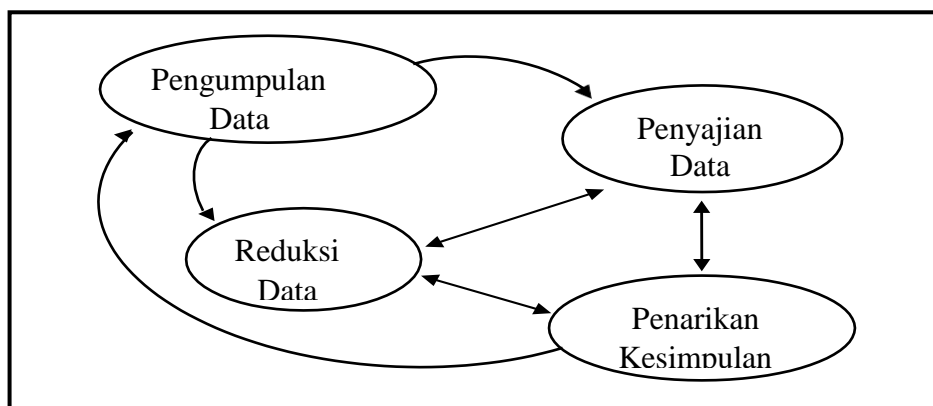 Pengumpulan
Data
Penyajian
Data
Reduksi
Data
Penarikan
Kesimpulan